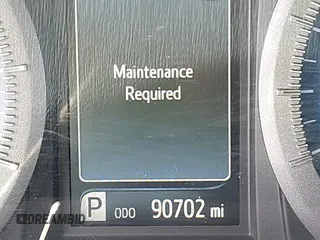 Maintenance
Required
P ODO 90702 mi
DREAMBID